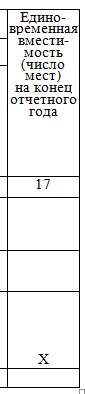 Едино-
временная
вмести-
мость
(число
мест)
на конец
отчетного
года
17
X